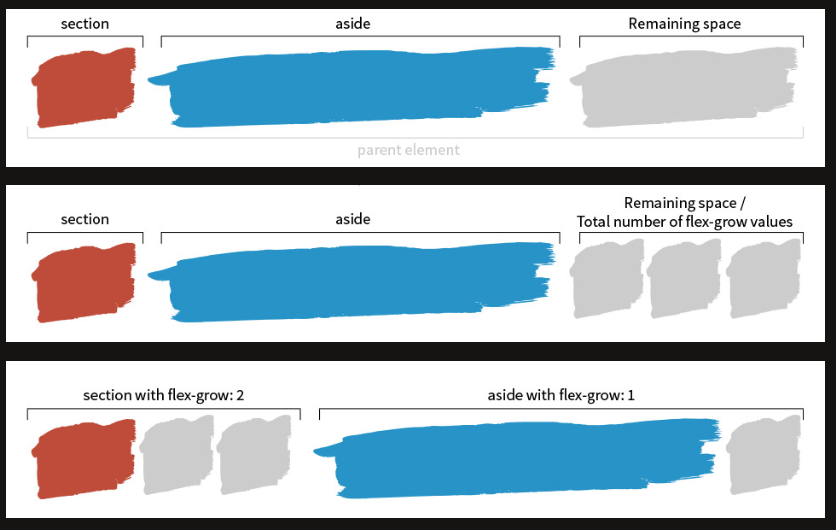 section
aside
Remaining space
parent element
section
aside
Remaining space /
Total number of flex-grow values
section with flex-grow: 2
aside with flex-grow: 1